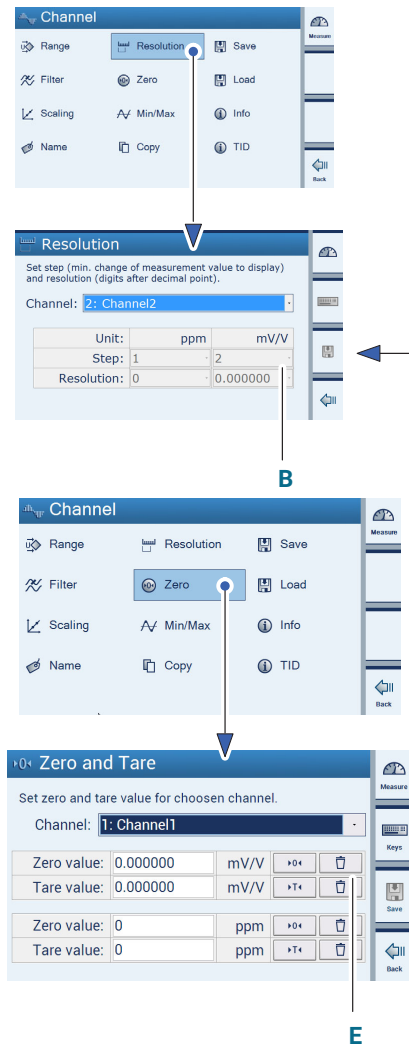 Channel
Measure
Range
Resolution
Save
Filter
Zero
Load
Scaling
Min/Max
Info
Name
Copy
TID
Back
Resolution
Set step (min. change of measurement value to display)
and resolution (digits after decimal point).
Channel: 2: Channel2
Unit: ppm mV/V
Step: 1 2
Resolution: 0 0.000000
B
Channel
Measure
Range
Resolution
Save
Filter
Zero
Load
Scaling
Min/Max
Info
Name
Copy
TID
Back
Zero and Tare
Measure
Set zero and tare value for choosen channel.
Channel: 1: Channel1
Keys
Zero value: 0.000000 mV/V ▸0◂
Tare value: 0.000000 mV/V ▸T◂
Save
Zero value: 0 ppm ▸0◂
Tare value: 0 ppm ▸T◂
Back
E